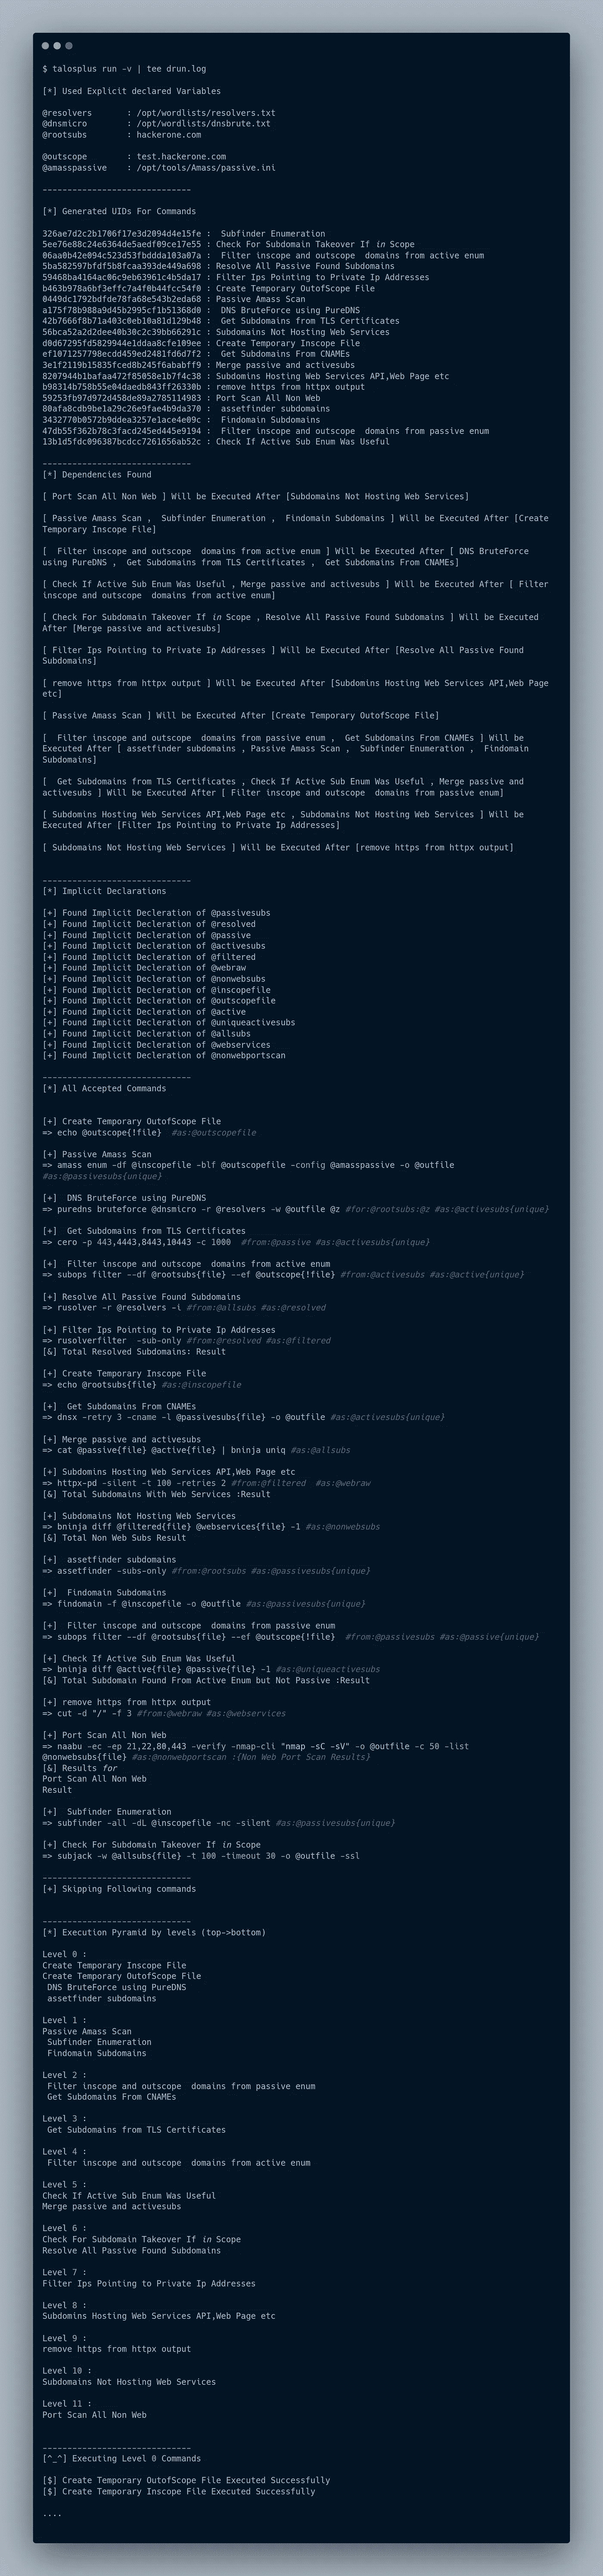 $ talosplus run -v | tee drun.log
[*] Used Explicit declared Variables
@resolvers       : /opt/wordlists/resolvers.txt
@dnsmicro        : /opt/wordlists/dnsbrute.txt
@rootsubs        : hackerone.com
@outscope        : test.hackerone.com
@amasspassive    : /opt/tools/Amass/passive.ini
------------------------------
[*] Generated UIDs For Commands
326ae7d2c2b1706f17e3d2094d4e15fe :  Subfinder Enumeration
5ee76e88c24e6364de5aedf09ce17e55 : Check For Subdomain Takeover If in Scope
06aa0b42e094c523d53fbddda103a07a :  Filter inscope and outscope  domains from active enum
5ba582597bfdf5b8fcaa393de449a698 : Resolve All Passive Found Subdomains
59468ba4164ac06c9eb63961c4b5da17 : Filter Ips Pointing to Private Ip Addresses
b463b978a6bf3effc7a4f0b44fcc54f0 : Create Temporary OutofScope File
0449dc1792bdfde78fa68e543b2eda68 : Passive Amass Scan
a175f78b988a9d45b2995cf1b51368d0 :  DNS BruteForce using PureDNS
42b7666f8b71a403c0eb10a81d129b48 :  Get Subdomains from TLS Certificates
56bca52a2d2dee40b30c2c39bb66291c : Subdomains Not Hosting Web Services
d0d67295fd5829944e1ddaa8cfe109ee : Create Temporary Inscope File
ef1071257798ecdd459ed2481fd6d7f2 :  Get Subdomains From CNAMEs
3e1f2119b15835fced8b245f6ababff9 : Merge passive and activesubs
8207944b1bafaa472f85058e1b7f4c38 : Subdomins Hosting Web Services API,Web Page etc
b98314b758b55e04daedb843ff26330b : remove https from httpx output
59253fb97d972d458de89a2785114983 : Port Scan All Non Web
80afa8cdb9be1a29c26e9fae4b9da370 :  assetfinder subdomains
3432770b0572b9ddea3257e1ace4e09c :  Findomain Subdomains
47db55f362b78c3facd245ed445e9194 :  Filter inscope and outscope  domains from passive enum
13b1d5fdc096387bcdcc7261656ab52c : Check If Active Sub Enum Was Useful
------------------------------
[*] Dependencies Found
[ Port Scan All Non Web ] Will be Executed After [Subdomains Not Hosting Web Services]
[ Passive Amass Scan ,  Subfinder Enumeration ,  Findomain Subdomains ] Will be Executed After [Create
Temporary Inscope File]
[  Filter inscope and outscope  domains from active enum ] Will be Executed After [ DNS BruteForce
using PureDNS ,  Get Subdomains from TLS Certificates ,  Get Subdomains From CNAMEs]
[ Check If Active Sub Enum Was Useful , Merge passive and activesubs ] Will be Executed After [ Filter
inscope and outscope  domains from active enum]
[ Check For Subdomain Takeover If in Scope , Resolve All Passive Found Subdomains ] Will be Executed
After [Merge passive and activesubs]
[ Filter Ips Pointing to Private Ip Addresses ] Will be Executed After [Resolve All Passive Found
Subdomains]
[ remove https from httpx output ] Will be Executed After [Subdomins Hosting Web Services API,Web Page
etc]
[ Passive Amass Scan ] Will be Executed After [Create Temporary OutofScope File]
[  Filter inscope and outscope  domains from passive enum ,  Get Subdomains From CNAMEs ] Will be
Executed After [ assetfinder subdomains , Passive Amass Scan ,  Subfinder Enumeration ,  Findomain
Subdomains]
[  Get Subdomains from TLS Certificates , Check If Active Sub Enum Was Useful , Merge passive and
activesubs ] Will be Executed After [ Filter inscope and outscope  domains from passive enum]
[ Subdomins Hosting Web Services API,Web Page etc , Subdomains Not Hosting Web Services ] Will be
Executed After [Filter Ips Pointing to Private Ip Addresses]
[ Subdomains Not Hosting Web Services ] Will be Executed After [remove https from httpx output]
------------------------------
[*] Implicit Declarations
[+] Found Implicit Decleration of @passivesubs
[+] Found Implicit Decleration of @resolved
[+] Found Implicit Decleration of @passive
[+] Found Implicit Decleration of @activesubs
[+] Found Implicit Decleration of @filtered
[+] Found Implicit Decleration of @webraw
[+] Found Implicit Decleration of @nonwebsubs
[+] Found Implicit Decleration of @inscopefile
[+] Found Implicit Decleration of @outscopefile
[+] Found Implicit Decleration of @active
[+] Found Implicit Decleration of @uniqueactivesubs
[+] Found Implicit Decleration of @allsubs
[+] Found Implicit Decleration of @webservices
[+] Found Implicit Decleration of @nonwebportscan
------------------------------
[*] All Accepted Commands
[+] Create Temporary OutofScope File
=> echo @outscope{!file}  #as:@outscopefile
[+] Passive Amass Scan
=> amass enum -df @inscopefile -blf @outscopefile -config @amasspassive -o @outfile
#as:@passivesubs{unique}
[+]  DNS BruteForce using PureDNS
=> puredns bruteforce @dnsmicro -r @resolvers -w @outfile @z #for:@rootsubs:@z #as:@activesubs{unique}
[+]  Get Subdomains from TLS Certificates
=> cero -p 443,4443,8443,10443 -c 1000  #from:@passive #as:@activesubs{unique}
[+]  Filter inscope and outscope  domains from active enum
=> subops filter --df @rootsubs{file} --ef @outscope{!file} #from:@activesubs #as:@active{unique}
[+] Resolve All Passive Found Subdomains
=> rusolver -r @resolvers -i #from:@allsubs #as:@resolved
[+] Filter Ips Pointing to Private Ip Addresses
=> rusolverfilter  -sub-only #from:@resolved #as:@filtered
[&] Total Resolved Subdomains: Result
[+] Create Temporary Inscope File
=> echo @rootsubs{file} #as:@inscopefile
[+]  Get Subdomains From CNAMEs
=> dnsx -retry 3 -cname -l @passivesubs{file} -o @outfile #as:@activesubs{unique}
[+] Merge passive and activesubs
=> cat @passive{file} @active{file} | bninja uniq #as:@allsubs
[+] Subdomins Hosting Web Services API,Web Page etc
=> httpx-pd -silent -t 100 -retries 2 #from:@filtered  #as:@webraw
[&] Total Subdomains With Web Services :Result
[+] Subdomains Not Hosting Web Services
=> bninja diff @filtered{file} @webservices{file} -1 #as:@nonwebsubs
[&] Total Non Web Subs Result
[+]  assetfinder subdomains
=> assetfinder -subs-only #from:@rootsubs #as:@passivesubs{unique}
[+]  Findomain Subdomains
=> findomain -f @inscopefile -o @outfile #as:@passivesubs{unique}
[+]  Filter inscope and outscope  domains from passive enum
=> subops filter --df @rootsubs{file} --ef @outscope{!file}  #from:@passivesubs #as:@passive{unique}
[+] Check If Active Sub Enum Was Useful
=> bninja diff @active{file} @passive{file} -1 #as:@uniqueactivesubs
[&] Total Subdomain Found From Active Enum but Not Passive :Result
[+] remove https from httpx output
=> cut -d "/" -f 3 #from:@webraw #as:@webservices
[+] Port Scan All Non Web
=> naabu -ec -ep 21,22,80,443 -verify -nmap-cli "nmap -sC -sV" -o @outfile -c 50 -list
@nonwebsubs{file} #as:@nonwebportscan :{Non Web Port Scan Results}
[&] Results for
Port Scan All Non Web
Result
[+]  Subfinder Enumeration
=> subfinder -all -dL @inscopefile -nc -silent #as:@passivesubs{unique}
[+] Check For Subdomain Takeover If in Scope
=> subjack -w @allsubs{file} -t 100 -timeout 30 -o @outfile -ssl
------------------------------
[+] Skipping Following commands
------------------------------
[*] Execution Pyramid by levels (top->bottom)
Level 0 :
Create Temporary Inscope File
Create Temporary OutofScope File
DNS BruteForce using PureDNS
assetfinder subdomains
Level 1 :
Passive Amass Scan
Subfinder Enumeration
Findomain Subdomains
Level 2 :
Filter inscope and outscope  domains from passive enum
Get Subdomains From CNAMEs
Level 3 :
Get Subdomains from TLS Certificates
Level 4 :
Filter inscope and outscope  domains from active enum
Level 5 :
Check If Active Sub Enum Was Useful
Merge passive and activesubs
Level 6 :
Check For Subdomain Takeover If in Scope
Resolve All Passive Found Subdomains
Level 7 :
Filter Ips Pointing to Private Ip Addresses
Level 8 :
Subdomins Hosting Web Services API,Web Page etc
Level 9 :
remove https from httpx output
Level 10 :
Subdomains Not Hosting Web Services
Level 11 :
Port Scan All Non Web
------------------------------
[^_^] Executing Level 0 Commands
[$] Create Temporary OutofScope File Executed Successfully
[$] Create Temporary Inscope File Executed Successfully
....